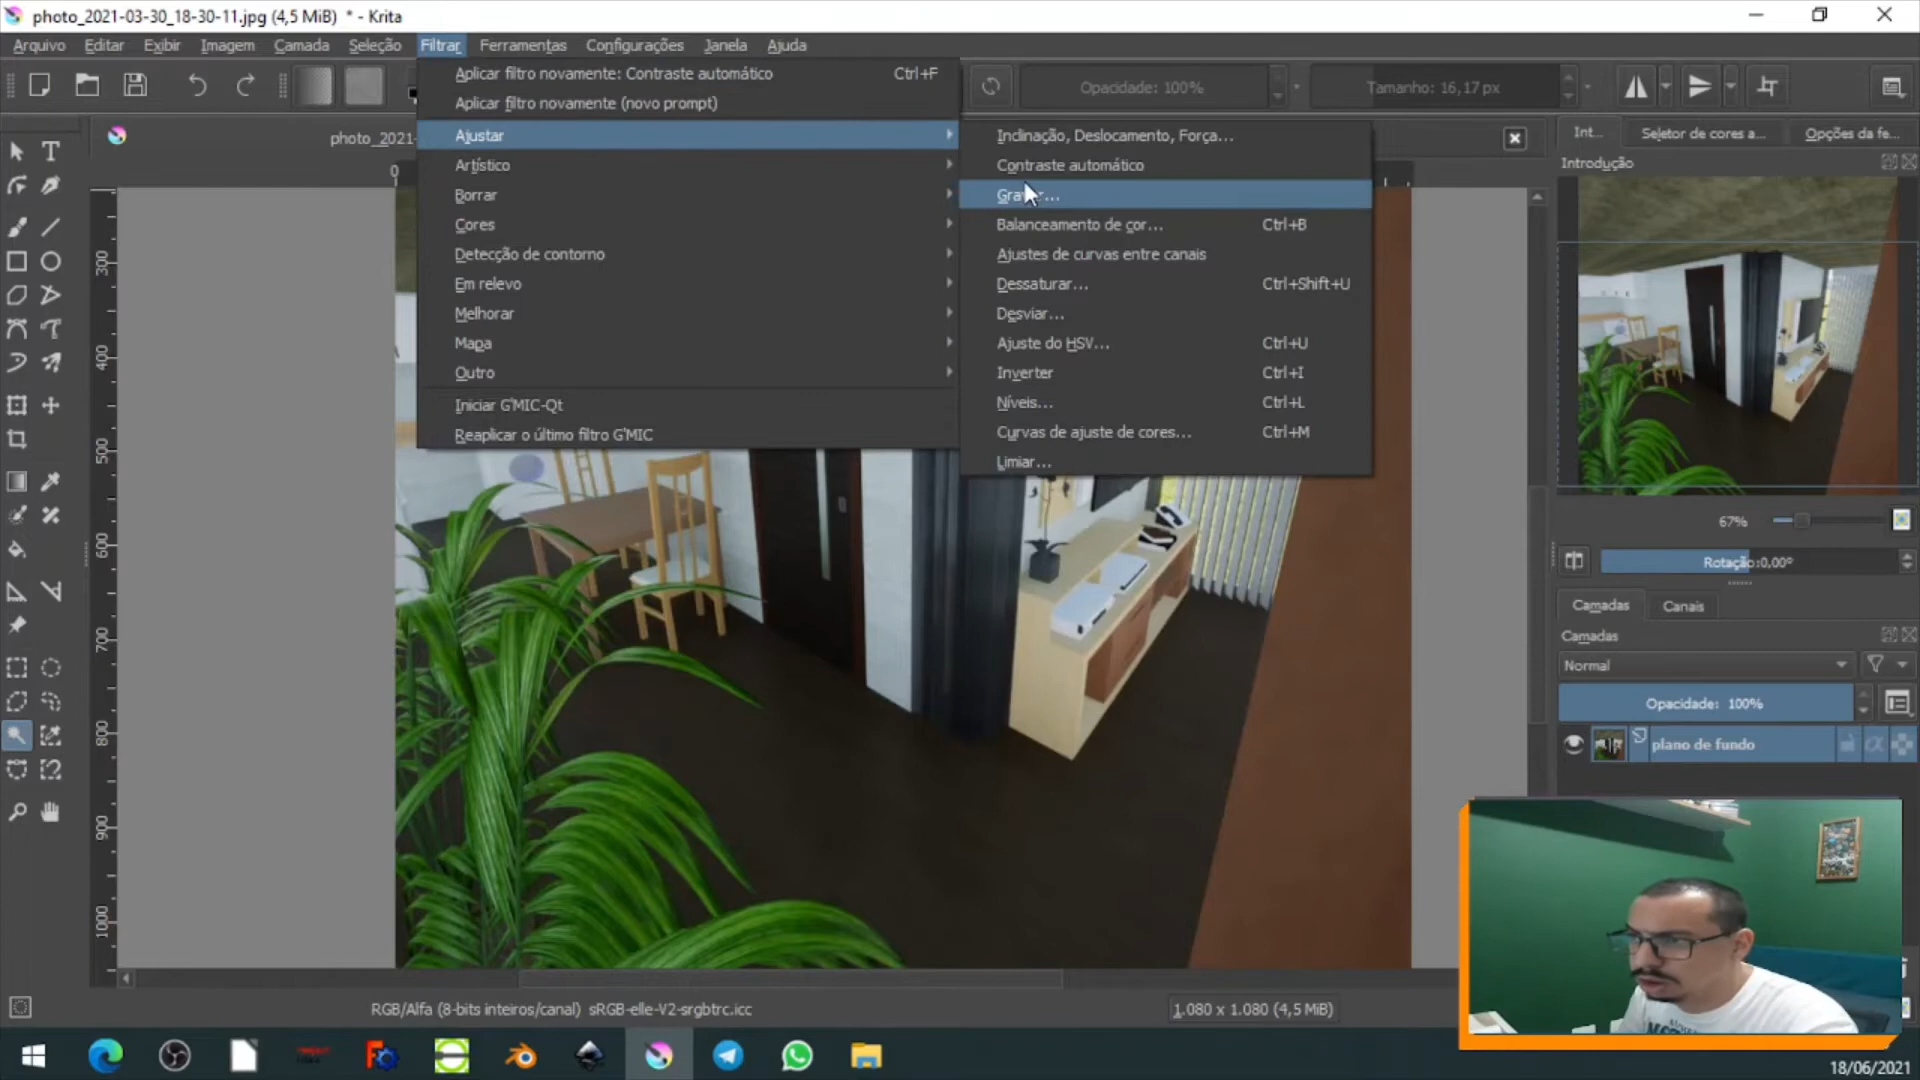 photo_2021-03-30_18-30-11.jpg (4,5 MiB) * - Krita
Arquivo Editar Exibir Imagem Camada Seleção Filtrar Ferramentas Configurações Janela Ajuda
Aplicar filtro novamente: Contraste automático Ctrl+F
Aplicar filtro novamente (novo prompt)
Ajustar
Artístico
Borrar
Cores
Detecção de contorno
Em relevo
Melhorar
Mapa
Outro
Iniciar G'MIC-Qt
Reaplicar o último filtro G'MIC
Inclinação, Deslocamento, Força...
Contraste automático
Balanceamento de cor... Ctrl+B
Ajustes de curvas entre canais
Dessaturar... Ctrl+Shift+U
Desviar...
Ajuste do HSV... Ctrl+U
Inverter Ctrl+I
Níveis... Ctrl+L
Curvas de ajuste de cores... Ctrl+M
Limiar...
Opacidade: 100%
Tamanho: 16,17 px
photo_2021-
0
300
400
500
600
700
800
900
1000
Int... Seletor de cores a... Opções da fe...
Introdução
67%
Rotação:0,00°
Camadas Canais
Camadas
Normal
Opacidade: 100%
plano de fundo
RGB/Alfa (8-bits inteiros/canal) sRGB-elle-V2-srgbtrc.icc
1.080 x 1.080 (4,5 MiB)
18/06/2021